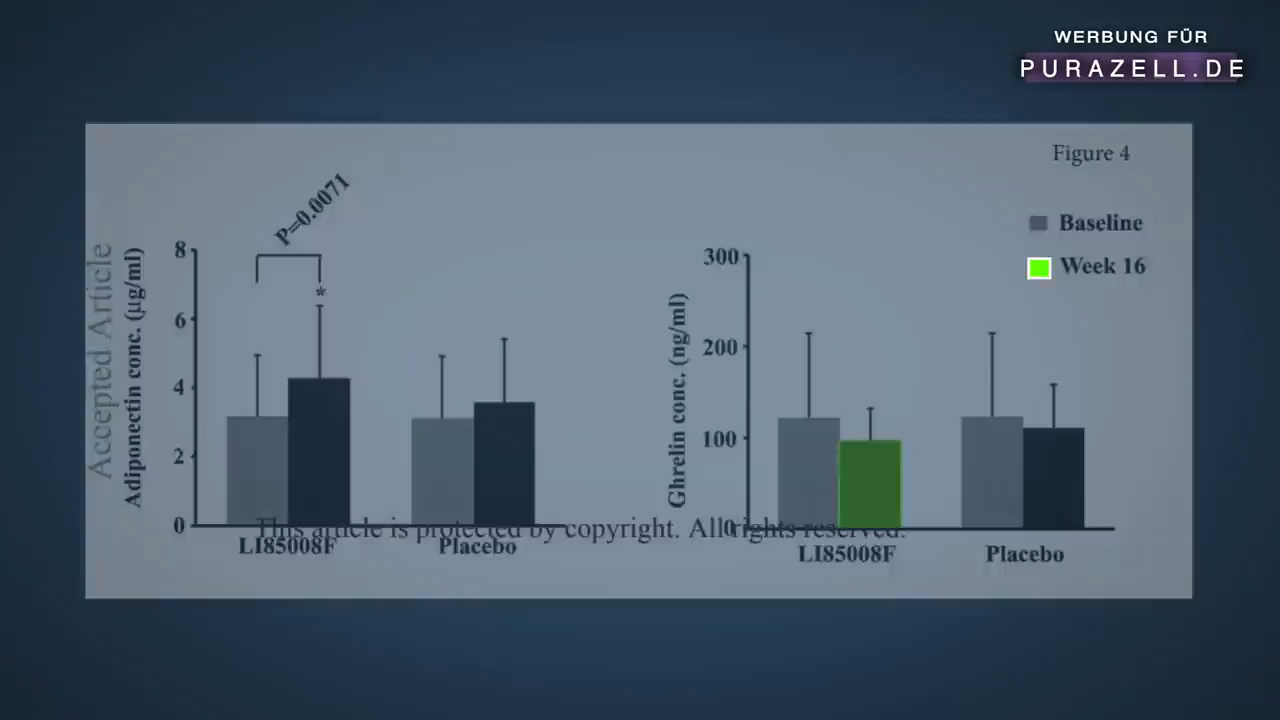 WERBUNG FÜR
PURAZELL.DE
Figure 4
Accepted Article
P=0.0071
*
Adiponectin conc. (µg/ml)
8
6
4
2
0
LI85008F
Placebo
Baseline
Week 16
Ghrelin conc. (ng/ml)
300
200
100
0
LI85008F
Placebo
This article is protected by copyright. All rights reserved.